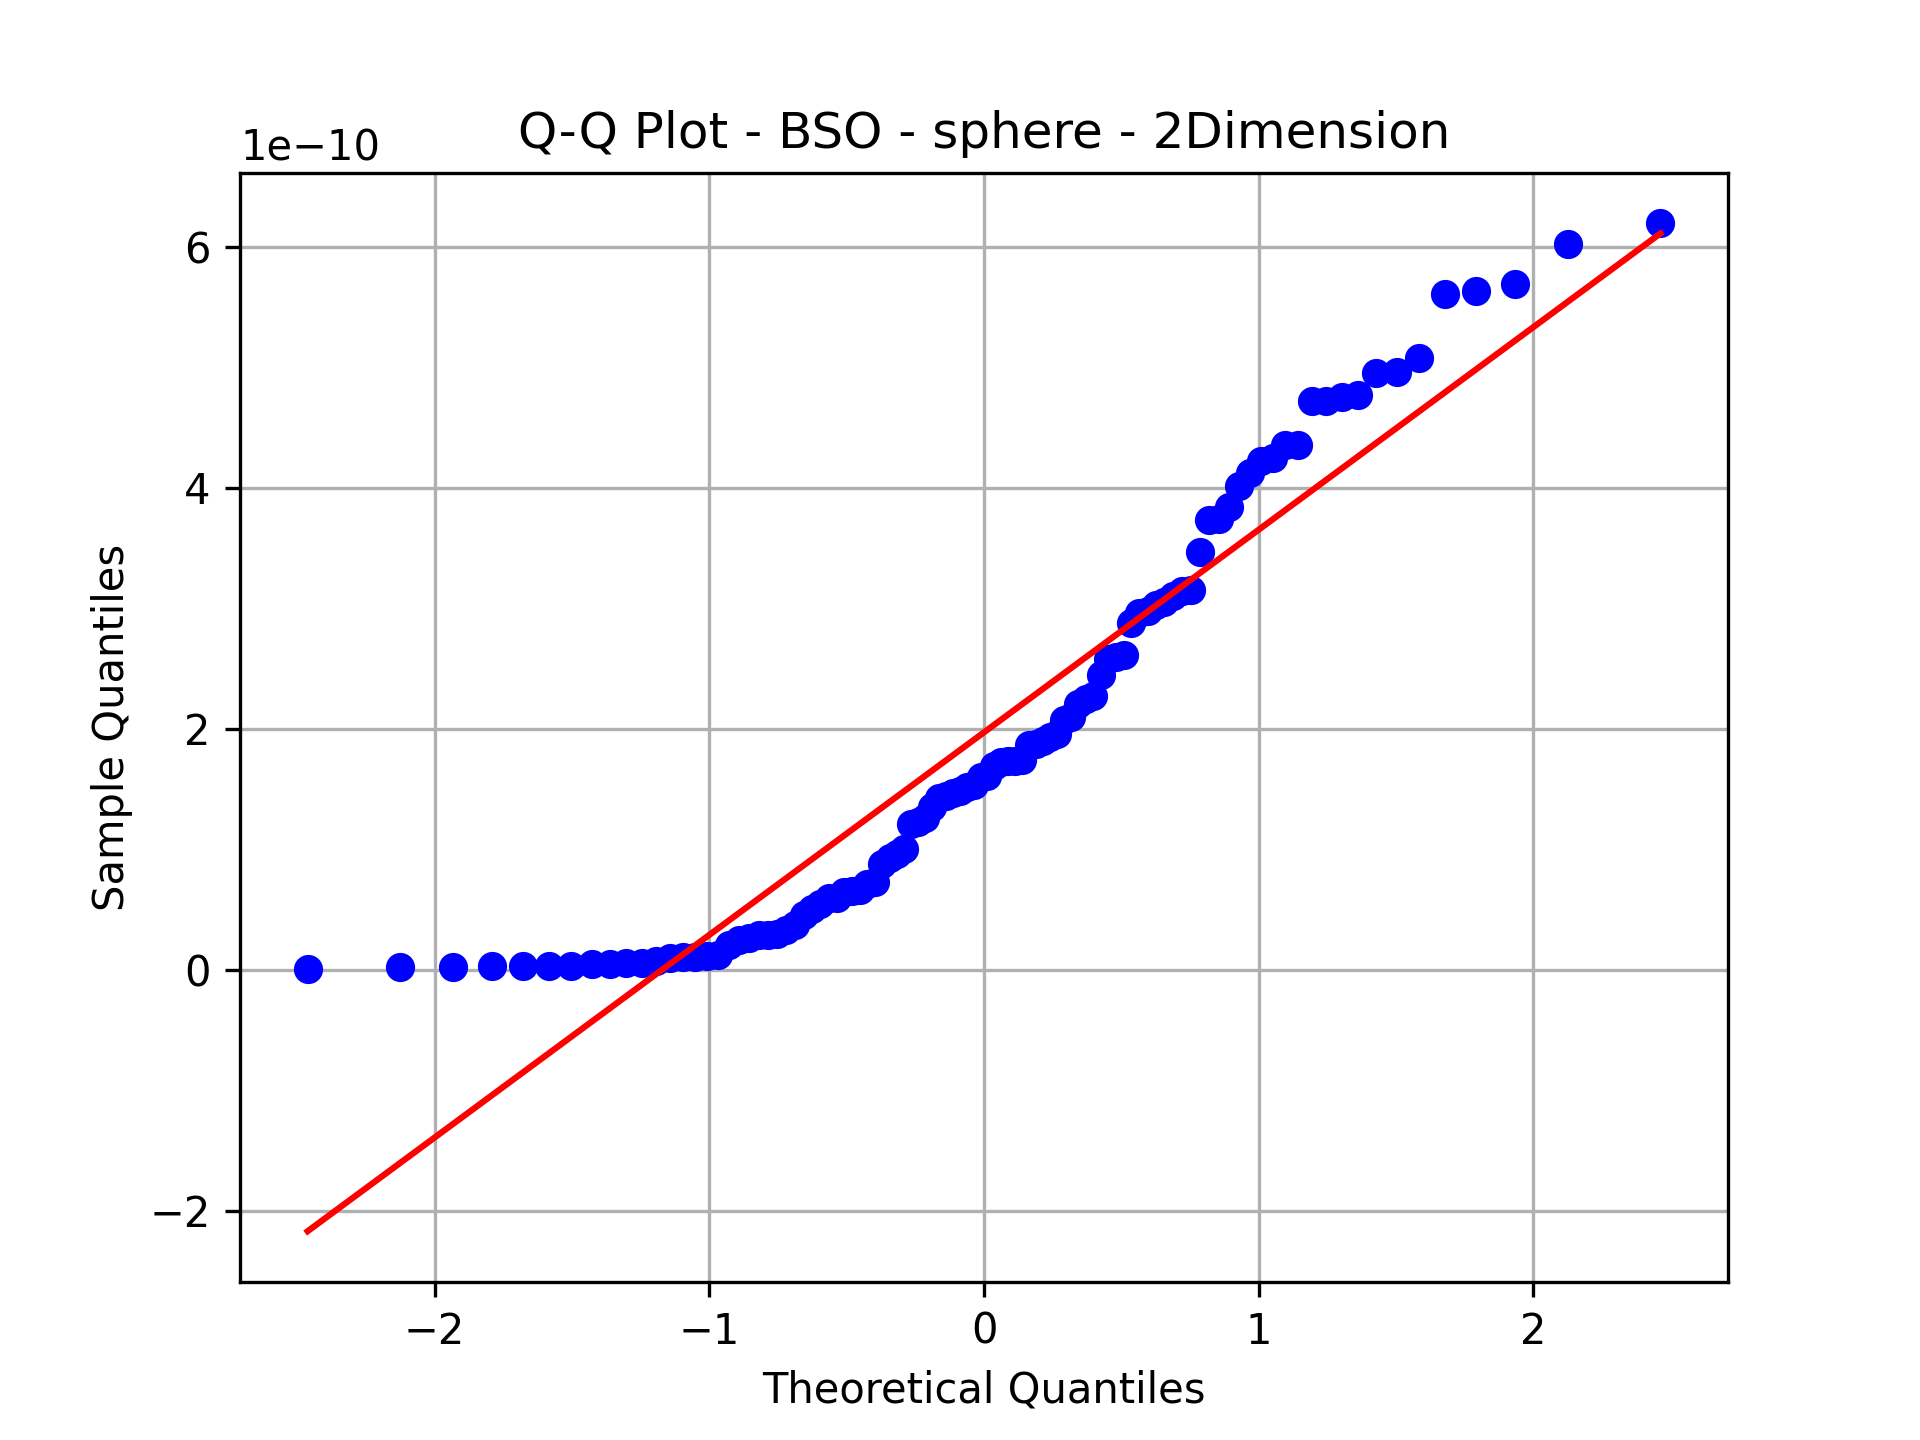 Q-Q Plot - BSO - sphere - 2Dimension
1e−10
6
4
2
0
−2
Sample Quantiles
−2
−1
0
1
2
Theoretical Quantiles